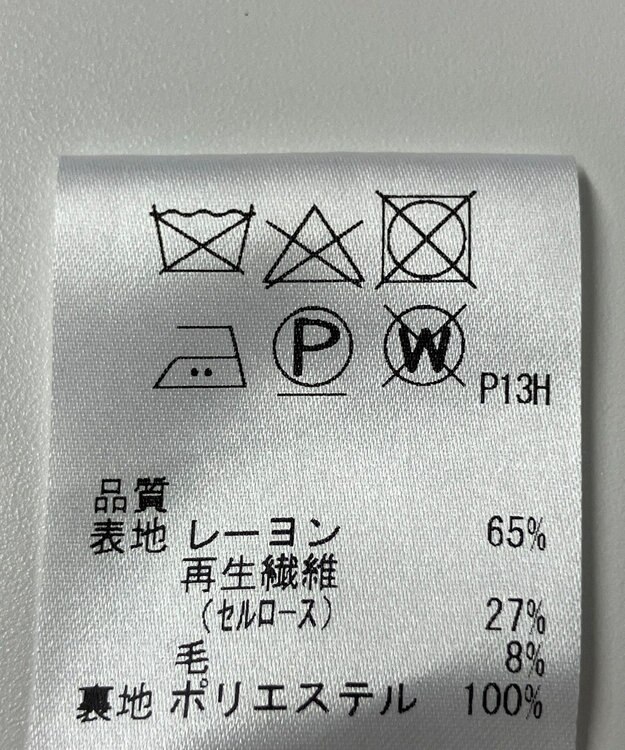 P W P13H
品質
表地 レーヨン 65%
再生繊維
(セルロース) 27%
毛 8%
裏地 ポリエステル 100%